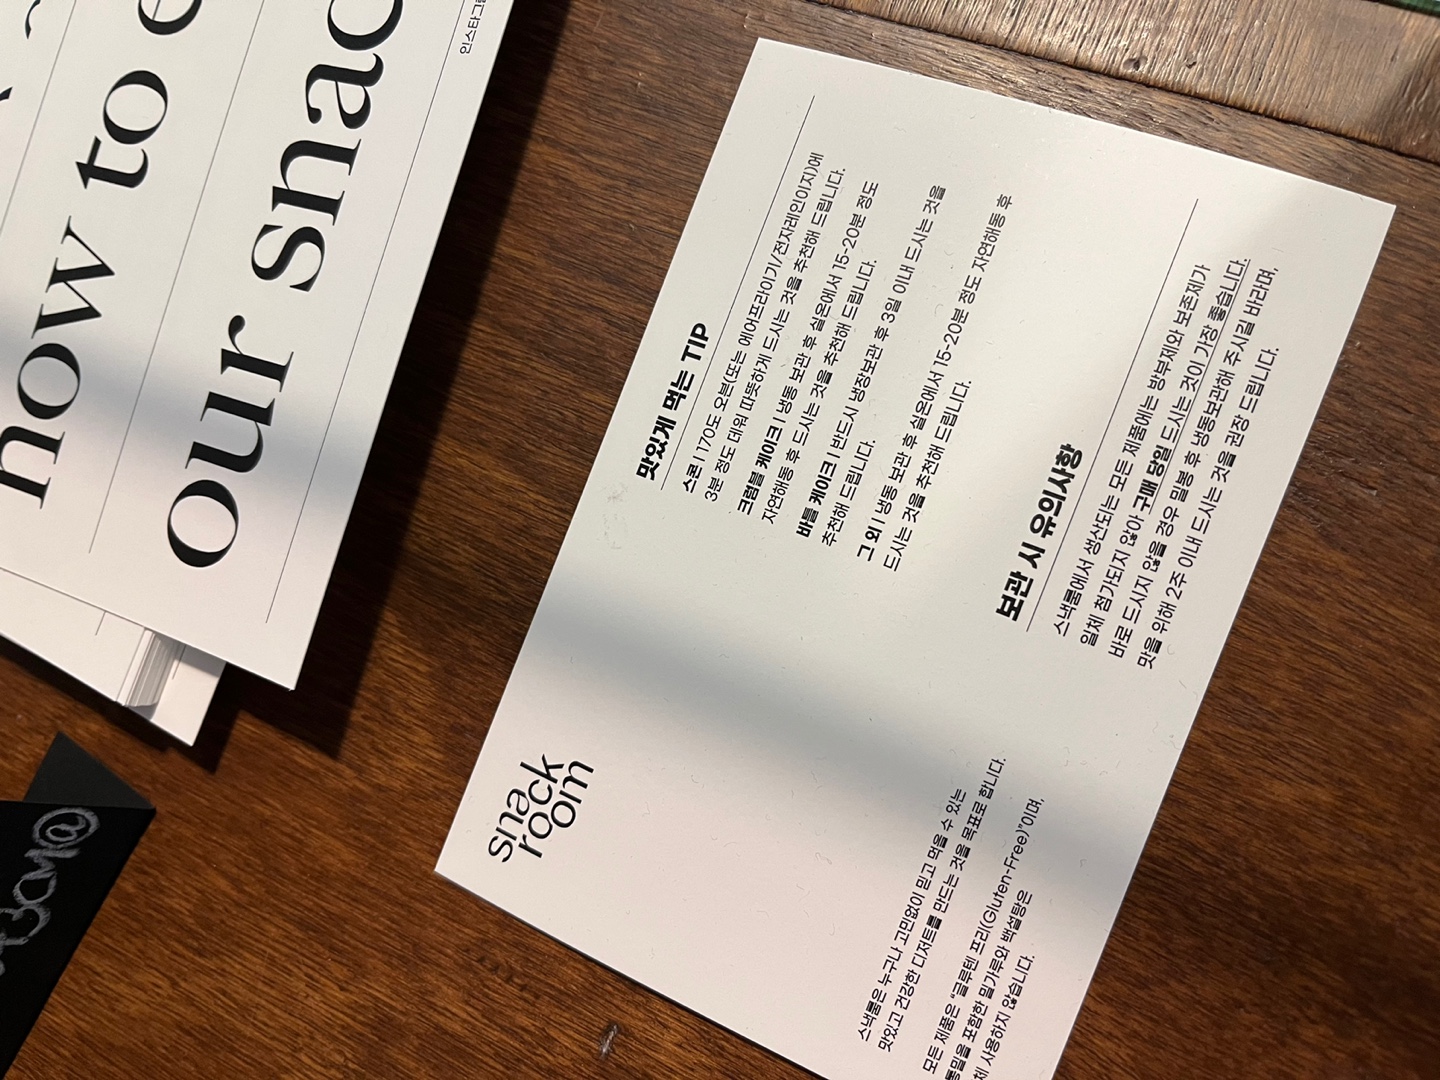 how to
our snac
인스타그
sna
rock
oom
맛있게 먹는 TIP
스콘 I 170도 오븐(또는 에어프라이기/전자레인이지)에
3분 정도 데워 따뜻하게 드시는 것을 추천해 드립니다.
크럼블 케이크 I 냉동 보관 후 실온에서 15-20분 정도
자연해동 후 드시는 것을 추천해 드립니다.
바틀 케이크 I 반드시 냉장보관 후 3일 이내 드시는 것을
추천해 드립니다.
그 외 I 냉동 보관 후 실온에서 15-20분 정도 자연해동 후
드시는 것을 추천해 드립니다.
보관 시 유의사항
스낵룸에서 생산되는 모든 제품에는 방부제와 보존제가
일체 첨가되지 않아 구매 당일 드시는 것이 가장 좋습니다.
바로 드시지 않을 경우 밀봉 후 냉동보관해 주시길 바라며,
맛을 위해 2주 이내 드시는 것을 권장 드립니다.
스낵룸은 누구나 고민없이 믿고 먹을 수 있는
맛있고 건강한 디저트를 만드는 것을 목표로 합니다.
모든 제품은 "글루텐 프리(Gluten-Free)"이며,
통밀을 포함한 밀가루와 백설탕은
체 사용하지 않습니다.